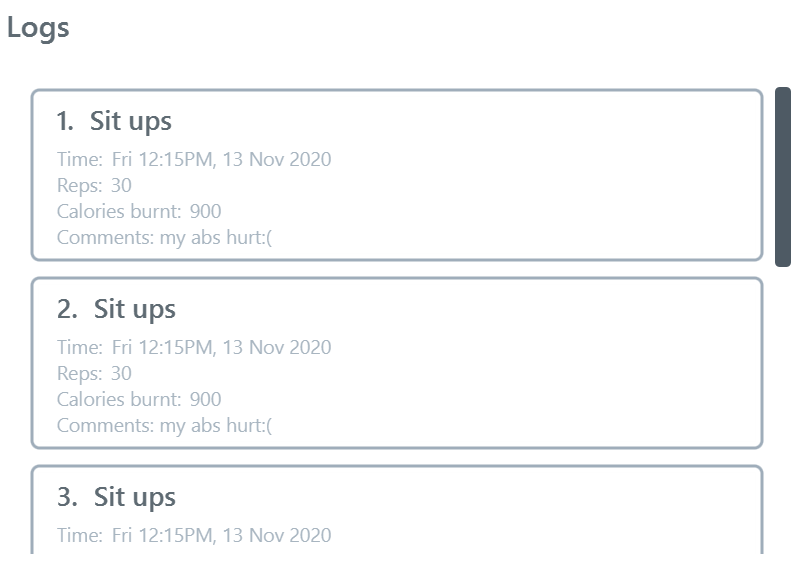 Logs
1. Sit ups
Time: Fri 12:15PM, 13 Nov 2020
Reps: 30
Calories burnt: 900
Comments: my abs hurt:(
2. Sit ups
Time: Fri 12:15PM, 13 Nov 2020
Reps: 30
Calories burnt: 900
Comments: my abs hurt:(
3. Sit ups
Time: Fri 12:15PM, 13 Nov 2020